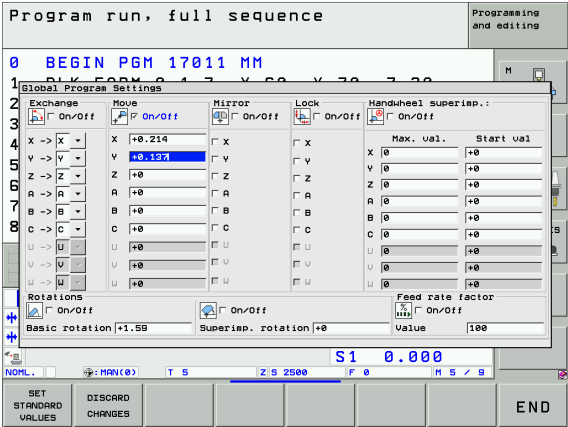 Program run, full sequence
Programming
and editing
0 BEGIN PGM 17011 MM
1
M
Global Program Settings
Exchange Move Mirror Lock Handwheel superimp.:
On/Off On/Off On/Off On/Off On/Off
Max. val. Start val
X -> X X +0.214 X X X 0 +0
Y -> Y Y +0.137 Y Y Y 0 +0
Z -> Z Z +0 Z Z Z 0 +0
A -> A A +0 A A A 0 +0
B -> B B +0 B B B 0 +0
C -> C C +0 C C C 0 +0
U -> U U +0 U U U 0 +0
V -> V V +0 V V V 0 +0
W -> W W +0 W W W 0 +0
Rotations Feed rate factor
On/Off On/Off On/Off
Basic rotation +1.59 Superimp. rotation +0 Value 100
S1 0.000
NOML. MAN(0) T 5 Z S 2500 F 0 M 5 / 9
SET STANDARD VALUES
DISCARD CHANGES
END